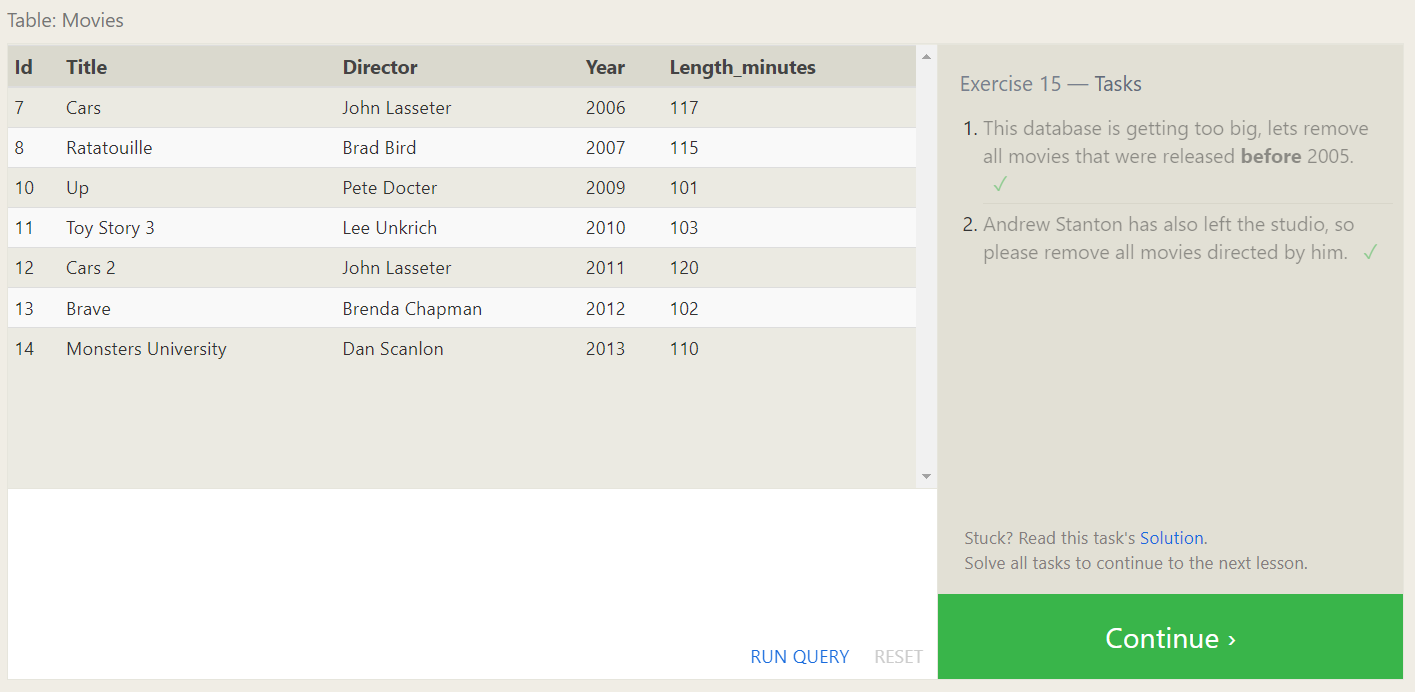 Table: Movies
Id Title Director Year Length_minutes
7 Cars John Lasseter 2006 117
8 Ratatouille Brad Bird 2007 115
10 Up Pete Docter 2009 101
11 Toy Story 3 Lee Unkrich 2010 103
12 Cars 2 John Lasseter 2011 120
13 Brave Brenda Chapman 2012 102
14 Monsters University Dan Scanlon 2013 110
RUN QUERY RESET
Exercise 15 — Tasks
1. This database is getting too big, lets remove
all movies that were released before 2005.
✓
2. Andrew Stanton has also left the studio, so
please remove all movies directed by him. ✓
Stuck? Read this task's Solution.
Solve all tasks to continue to the next lesson.
Continue ›